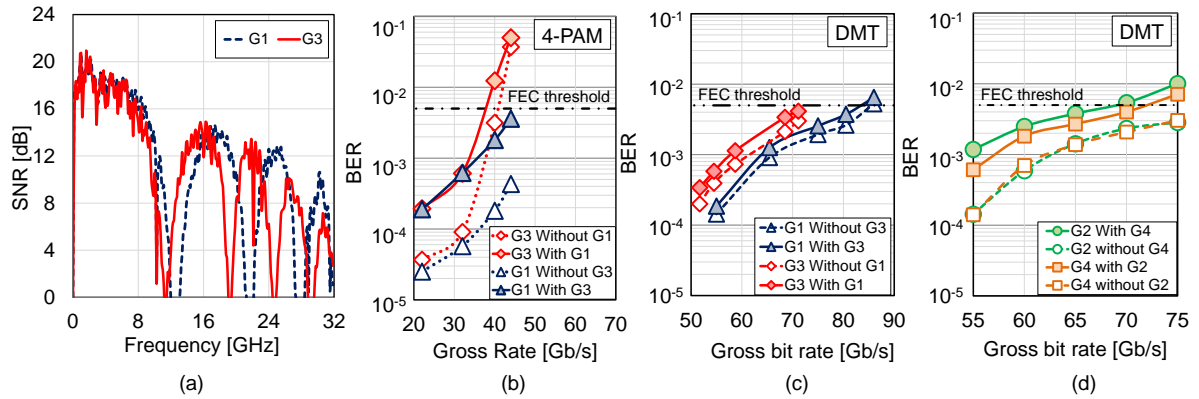 24
20
16
12
8
4
0
SNR [dB]
G1 G3
0 8 16 24 32
Frequency [GHz]
(a)
10-1
10-2
10-3
10-4
10-5
BER
4-PAM
FEC threshold
G3 Without G1
G3 With G1
G1 Without G3
G1 With G3
20 30 40 50 60 70
Gross Rate [Gb/s]
(b)
10-1
10-2
10-3
10-4
10-5
BER
DMT
FEC threshold
G1 Without G3
G1 With G3
G3 Without G1
G3 With G1
50 60 70 80 90
Gross bit rate [Gb/s]
(c)
10-1
10-2
10-3
10-4
10-5
BER
DMT
FEC threshold
G2 With G4
G2 without G4
G4 with G2
G4 without G2
55 60 65 70 75
Gross bit rate [Gb/s]
(d)